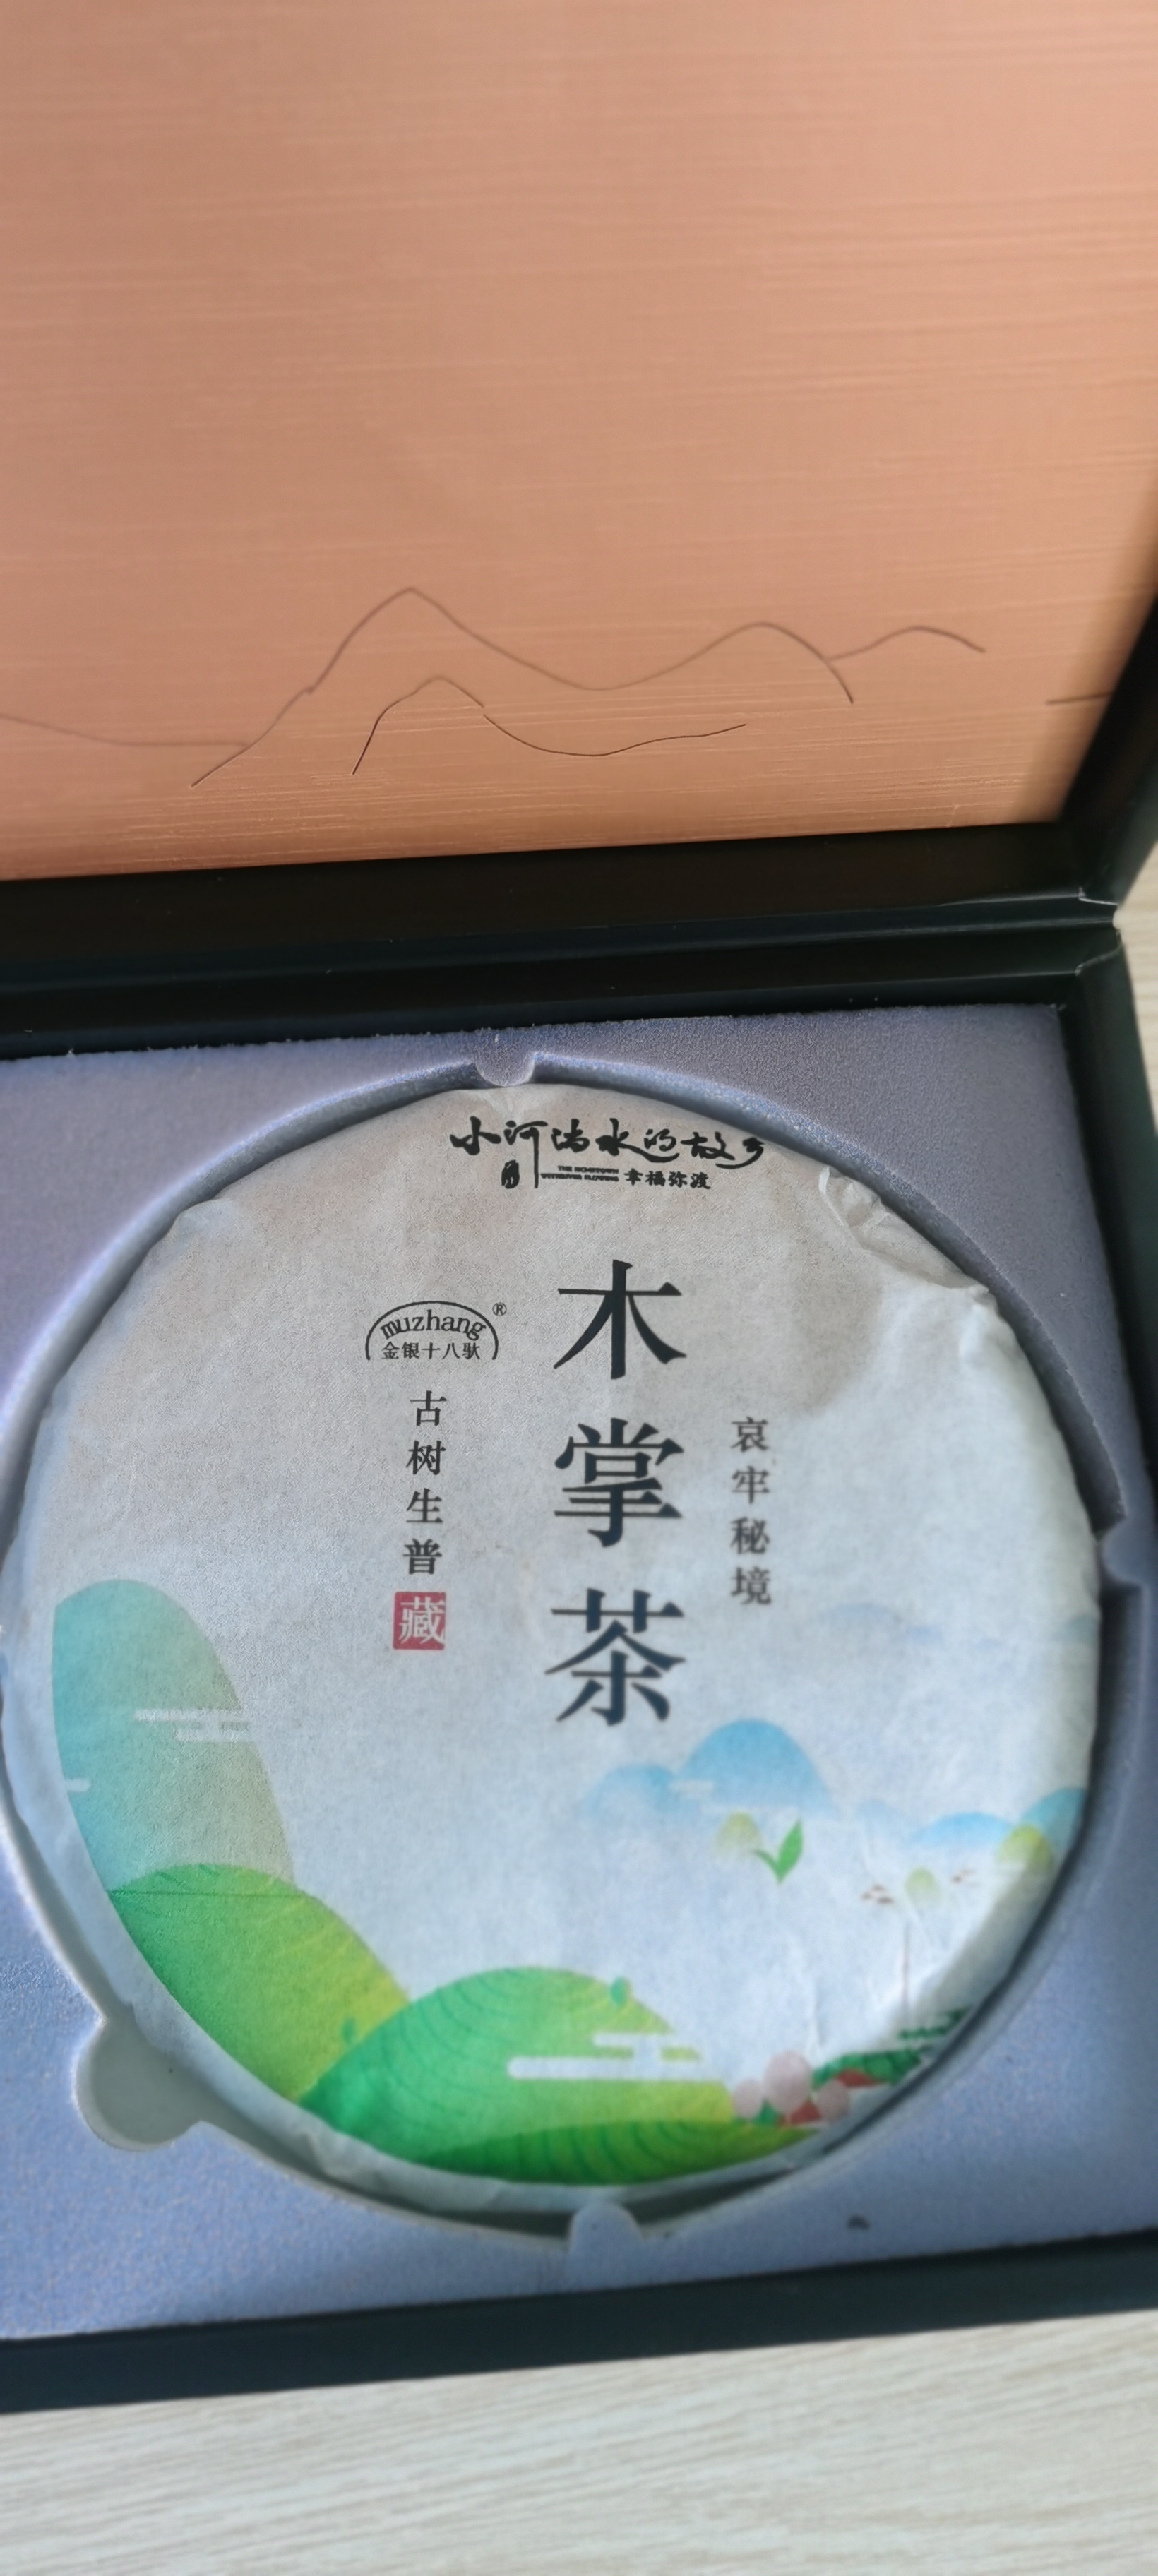 小河淌水的故乡
幸福弥渡
木掌茶
哀牢秘境
muzhang®
金银十八驮
古树生普
藏